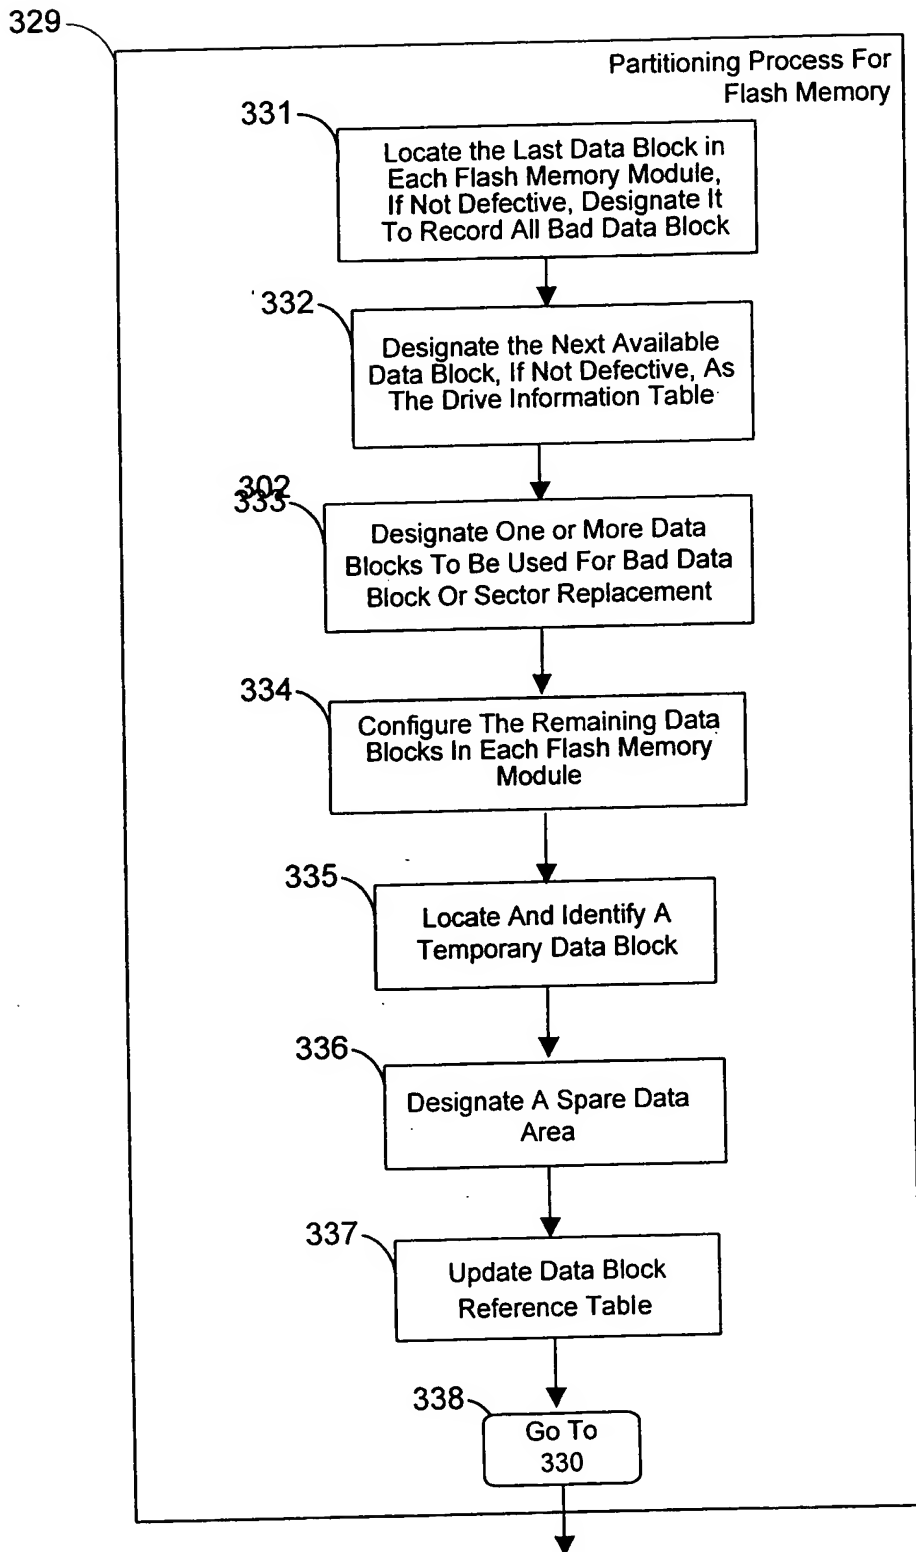 329
Partitioning Process For
Flash Memory
331
Locate the Last Data Block in
Each Flash Memory Module,
If Not Defective, Designate It
To Record All Bad Data Block
332
Designate the Next Available
Data Block, If Not Defective, As
The Drive Information Table
302
333
Designate One or More Data
Blocks To Be Used For Bad Data
Block Or Sector Replacement
334
Configure The Remaining Data
Blocks In Each Flash Memory
Module
335
Locate And Identify A
Temporary Data Block
336
Designate A Spare Data
Area
337
Update Data Block
Reference Table
338
Go To
330